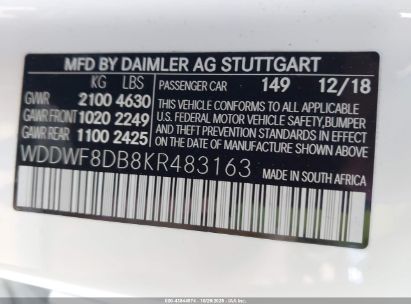 MFD BY DAIMLER AG STUTTGART
KG LBS
PASSENGER CAR 149 12/18
GVWR 2100 4630
GAWR FRONT 1020 2249
GAWR REAR 1100 2425
THIS VEHICLE CONFORMS TO ALL APPLICABLE
U.S. FEDERAL MOTOR VEHICLE SAFETY,BUMPER
AND THEFT PREVENTION STANDARDS IN EFFECT
ON THE DATE OF MANUFACTURE SHOWN ABOVE
WDDWF8DB8KR483163
MADE IN SOUTH AFRICA